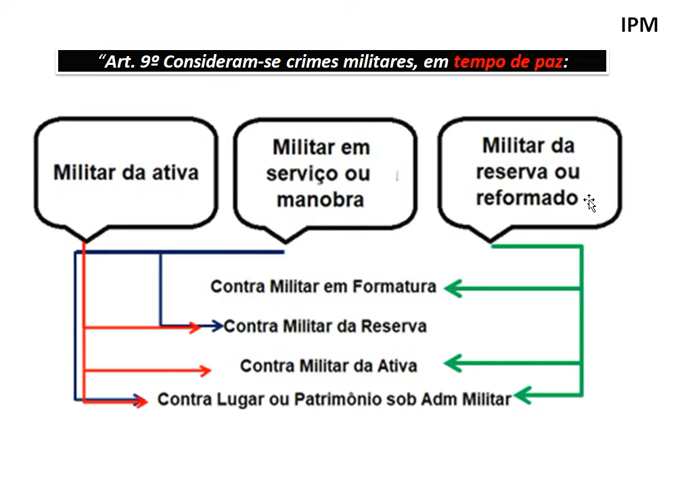 IPM
“Art. 9º Consideram-se crimes militares, em tempo de paz:
Militar da ativa
Militar em
serviço ou
manobra
Militar da
reserva ou
reformado
Contra Militar em Formatura
Contra Militar da Reserva
Contra Militar da Ativa
Contra Lugar ou Patrimônio sob Adm Militar